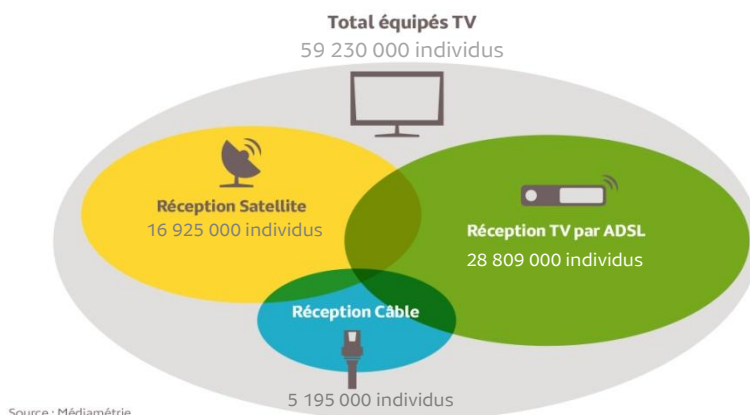 Total équipés TV
59 230 000 individus
Réception Satellite
16 925 000 individus
Réception TV par ADSL
28 809 000 individus
Réception Câble
5 195 000 individus
Source : Médiamétrie